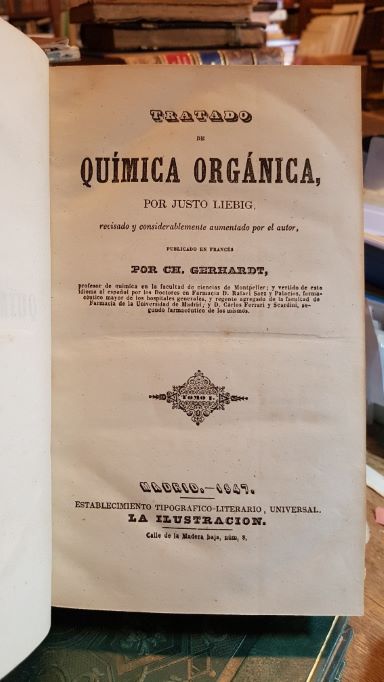 TRATADO
DE
QUÍMICA ORGÁNICA,
POR JUSTO LIEBIG,
revisado y considerablemente aumentado por el autor,
PUBLICADO EN FRANCÉS
POR CH. GERHARDT,
profesor de química en la facultad de ciencias de Montpeller; y vertido de este
idioma al español por los Doctores en Farmacia D. Rafael Saez y Palacios, farma-
céutico mayor de los hospitales generales, y regente agregado de la facultad de
Farmacia de la Universidad de Madrid, y D. Cárlos Ferrari y Scardini, se-
gundo farmacéutico de los mismos.
TOMO I.
MADRID.—1847.
ESTABLECIMIENTO TIPOGRÁFICO-LITERARIO, UNIVERSAL.
LA ILUSTRACION.
Calle de la Madera baja, núm. 8.